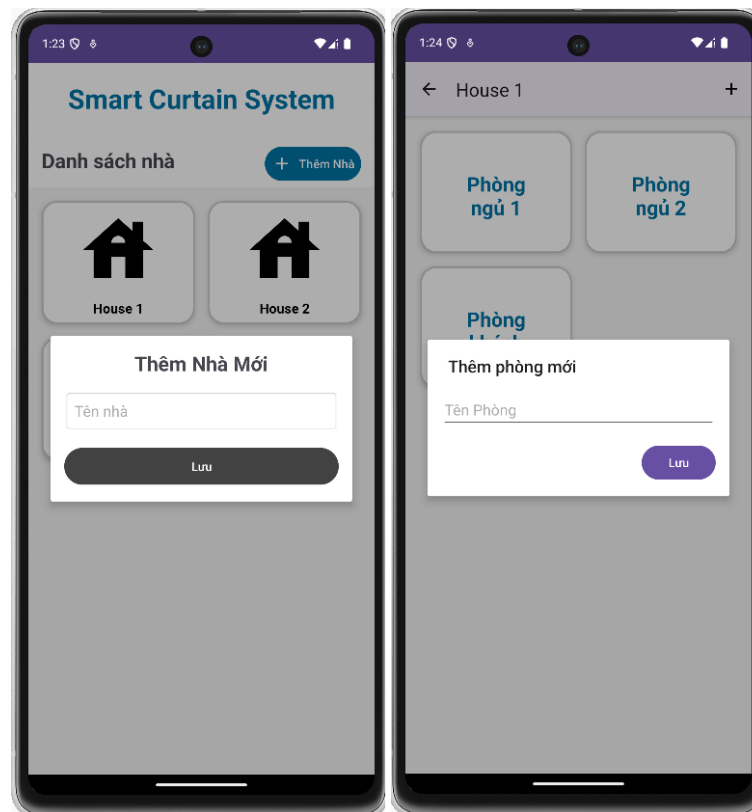 1:23
Smart Curtain System
Danh sách nhà
+ Thêm Nhà
House 1
House 2
Thêm Nhà Mới
Tên nhà
Lưu
1:24
House 1
Phòng
ngủ 1
Phòng
ngủ 2
Phòng
Thêm phòng mới
Tên Phòng
Lưu